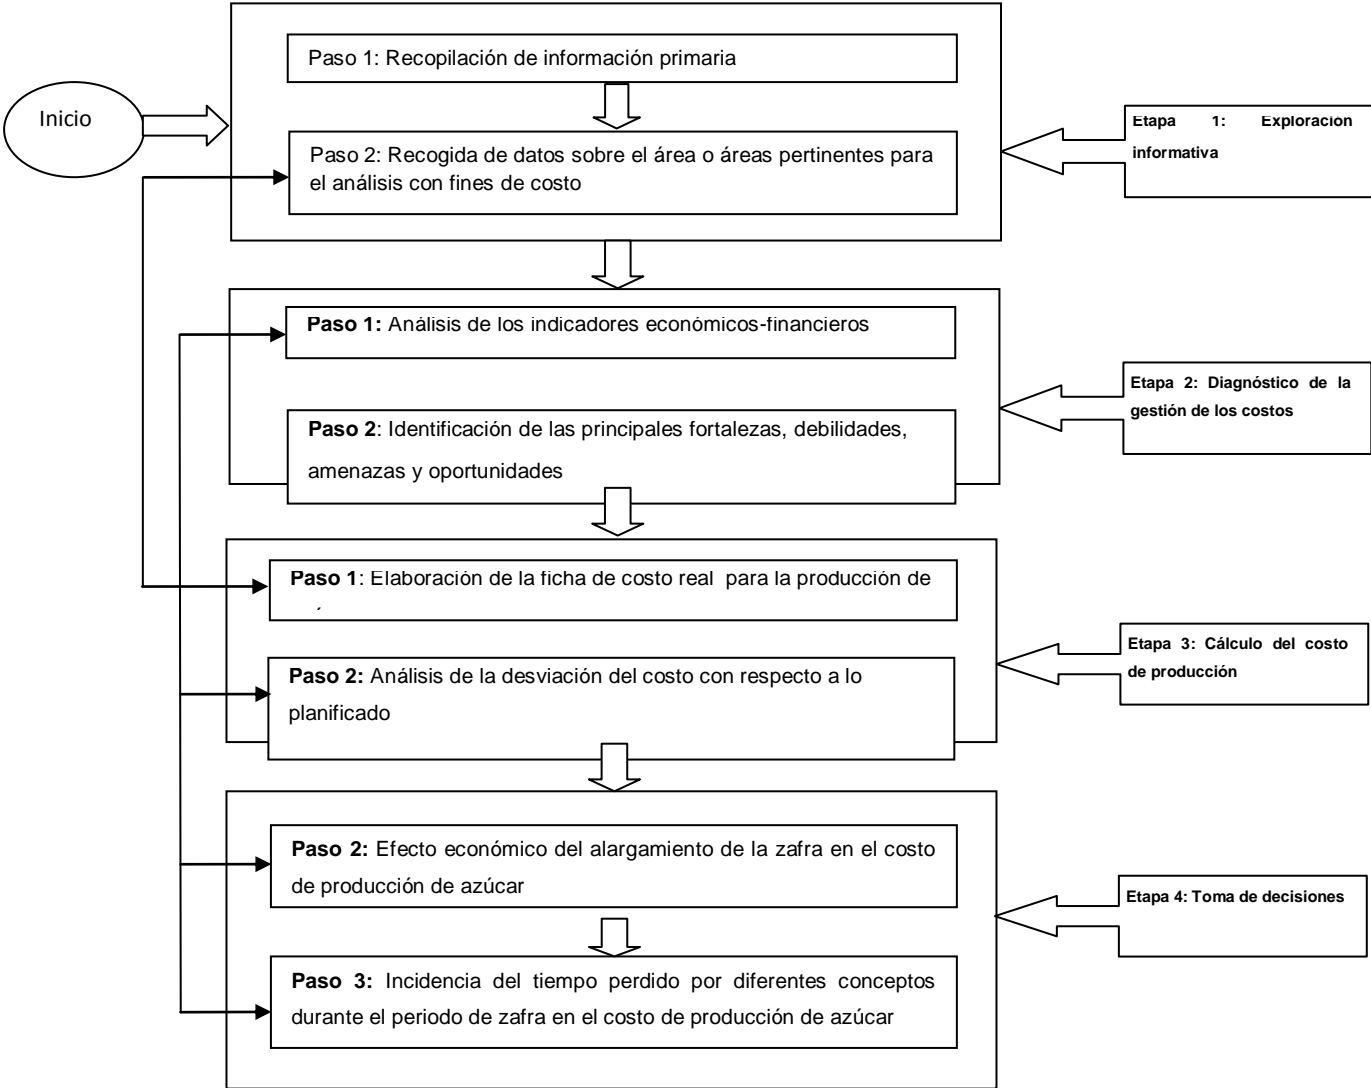 Paso 1: Recopilación de información primaria
Inicio
Etapa 1: Exploración
informativa
Paso 2: Recogida de datos sobre el área o áreas pertinentes para
el análisis con fines de costo
Paso 1: Análisis de los indicadores económicos-financieros
Etapa 2: Diagnóstico de la
gestión de los costos
Paso 2: Identificación de las principales fortalezas, debilidades,
amenazas y oportunidades
Paso 1: Elaboración de la ficha de costo real para la producción de
Etapa 3: Cálculo del costo
de producción
Paso 2: Análisis de la desviación del costo con respecto a lo
planificado
Paso 2: Efecto económico del alargamiento de la zafra en el costo
de producción de azúcar
Etapa 4: Toma de decisiones
Paso 3: Incidencia del tiempo perdido por diferentes conceptos
durante el periodo de zafra en el costo de producción de azúcar